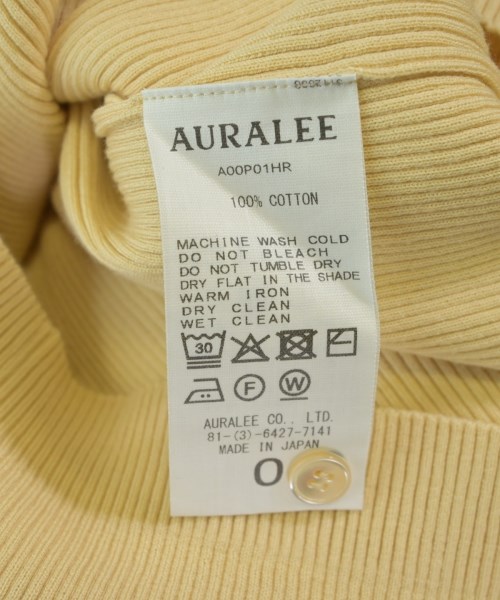 AURALEE
A00P01HR
100% COTTON
MACHINE WASH COLD
DO NOT BLEACH
DO NOT TUMBLE DRY
DRY FLAT IN THE SHADE
WARM IRON
DRY CLEAN
WET CLEAN
30
F W
AURALEE CO., LTD.
81-(3)-6427-7141
MADE IN JAPAN
0